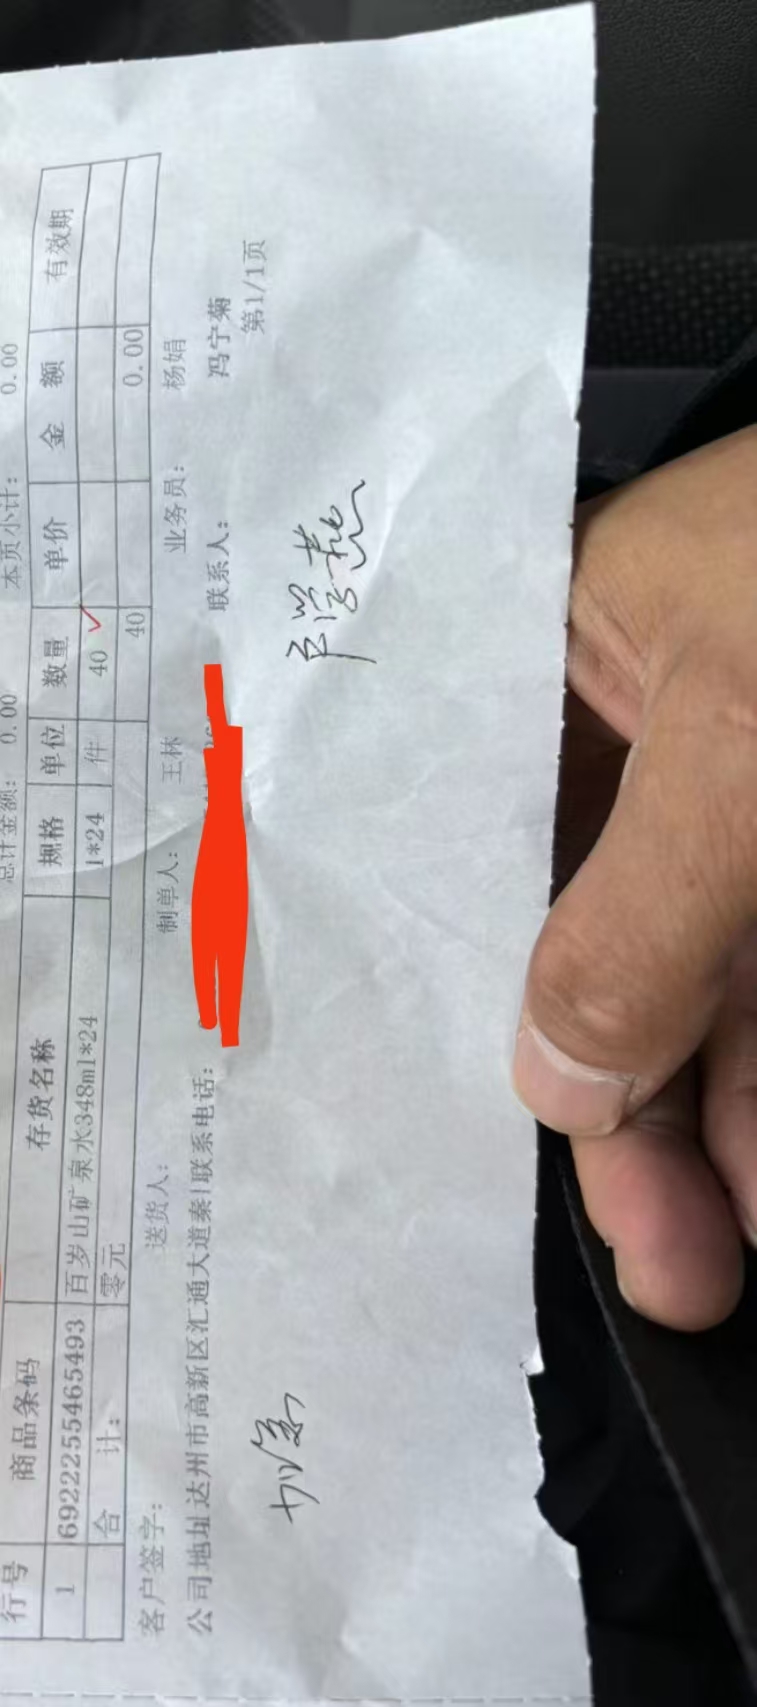 总计金额： 0.00 本页小计： 0.00
行号 商品条码 存货名称 规格 单位 数量 单价 金 额 有效期
1 6922255465493 百岁山矿泉水348ml*24 1*24 件 40
合 计： 零元 40 0.00
客户签字： 送货人： 制单人： 王林 业务员： 杨娟
公司地址 达州市高新区汇通大道秦 联系电话： 联系人： 冯宁菊
第1/1页